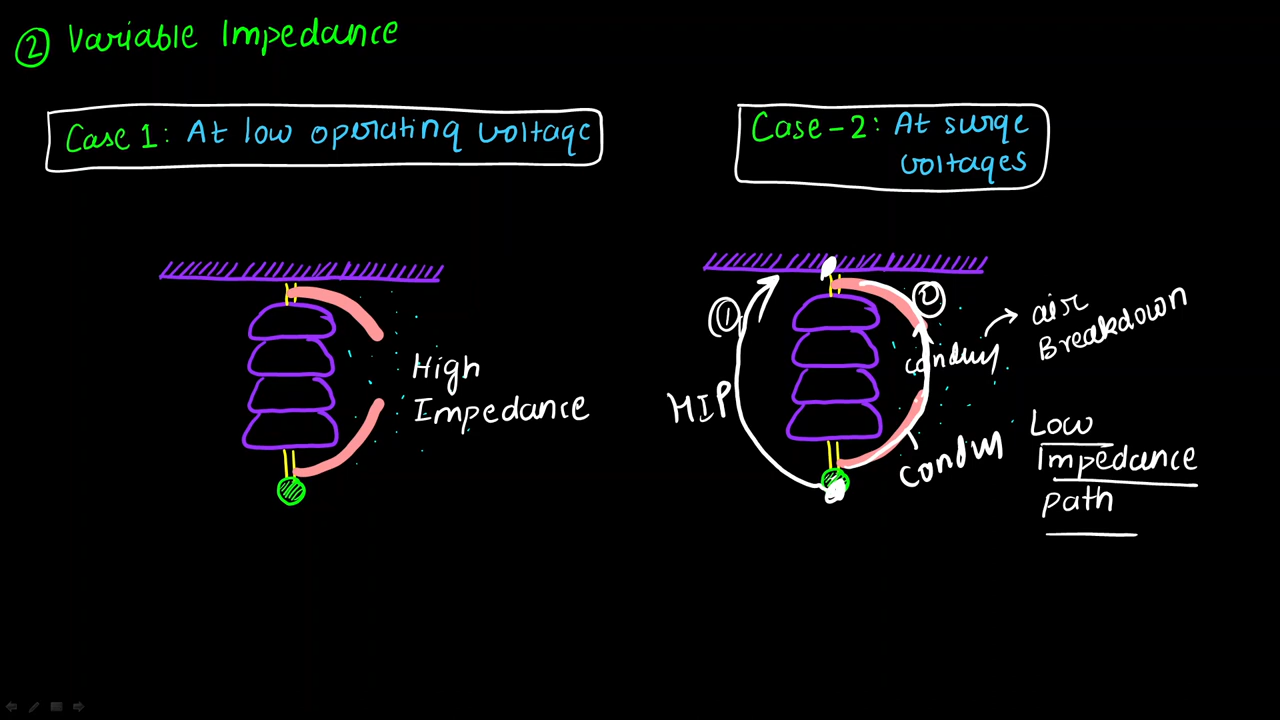 ② Variable Impedance
Case 1: At low operating voltage
Case-2: At surge
voltages
High
Impedance
①
HIP
②
air
Breakdown
Low
Impedance
path